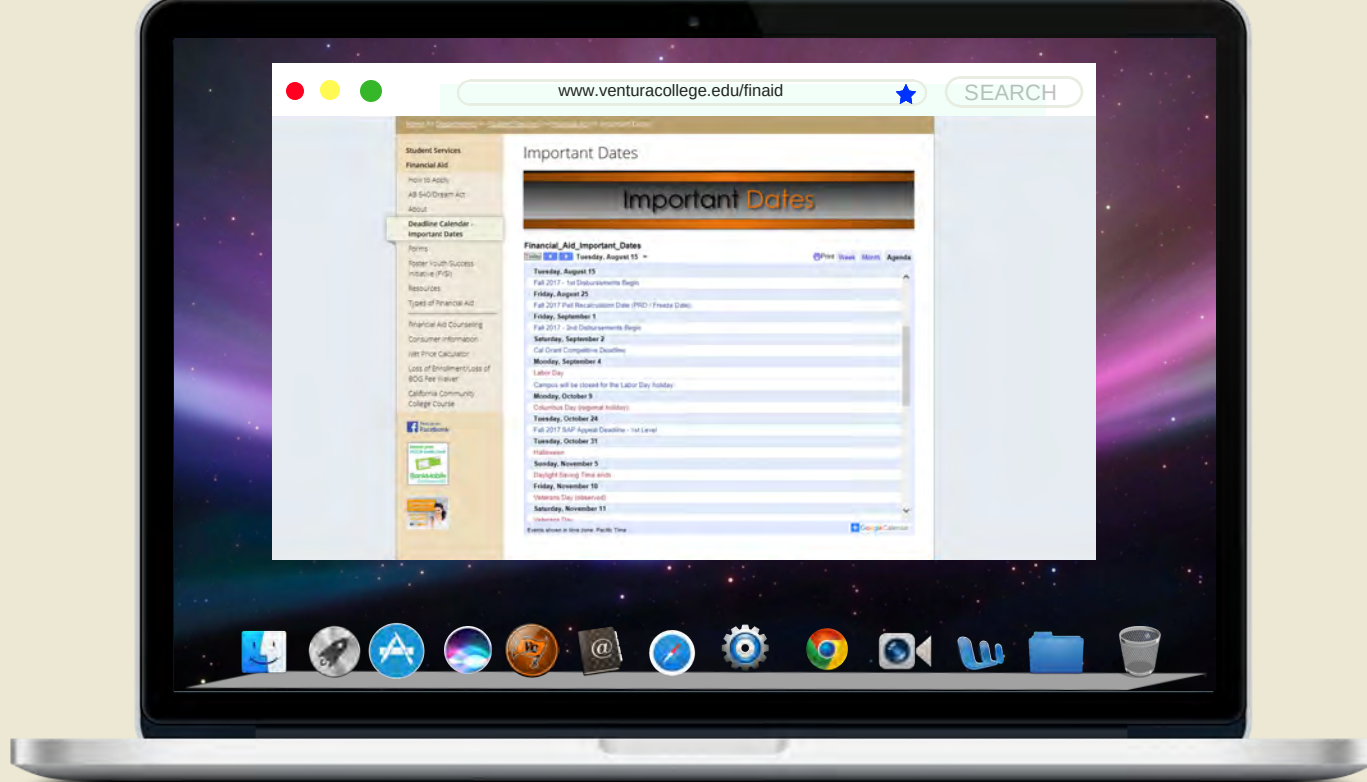 www.venturacollege.edu/finaid
SEARCH
Student Services
Financial Aid
How to Apply
AB 540/Dream Act
About
Deadline Calendar -
Important Dates
Forms
Foster Youth Success
Initiative (FYSI)
Resources
Types of Financial Aid
Financial Aid Counseling
Consumer Information
Net Price Calculator
Loss of Enrollment/Loss of
BOG Fee Waiver
California Community
College Course
Facebook
BankMobile
Important Dates
Important Dates
Financial_Aid_Important_Dates
Today Tuesday, August 15
Print Week Month Agenda
Tuesday, August 15
Fall 2017 - 1st Disbursements Begin
Friday, August 25
Fall 2017 Pell Recalculation Date (PRD / Freeze Date)
Friday, September 1
Fall 2017 - 2nd Disbursements Begin
Saturday, September 2
Cal Grant Competitive Deadline
Monday, September 4
Labor Day
Campus will be closed for the Labor Day holiday
Monday, October 9
Columbus Day (regional holiday)
Tuesday, October 24
Fall 2017 SAP Appeal Deadline - 1st Level
Tuesday, October 31
Halloween
Sunday, November 5
Daylight Saving Time ends
Friday, November 10
Veterans Day (observed)
Saturday, November 11
Veterans Day
Events shown in time zone: Pacific Time
Google Calendar
VC
@